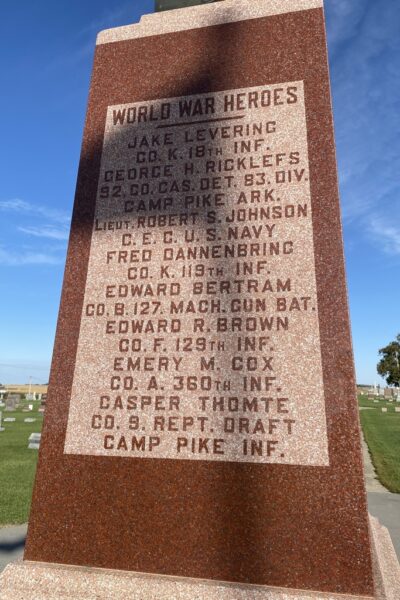 WORLD WAR HEROES
JAKE LEVERING
CO. K. 18TH INF.
GEORGE H. RICKLEFS
92. CO. CAS. DET. 83. DIV.
CAMP PIKE ARK.
LIEUT. ROBERT S. JOHNSON
C. E. C. U. S. NAVY
FRED DANNENBRING
CO. K. 119TH INF.
EDWARD BERTRAM
CO. B. 127. MACH. GUN BAT.
EDWARD R. BROWN
CO. F. 129TH INF.
EMERY M. COX
CO. A. 360TH INF.
CASPER THOMTE
CO. 9. REPT. DRAFT
CAMP PIKE INF.